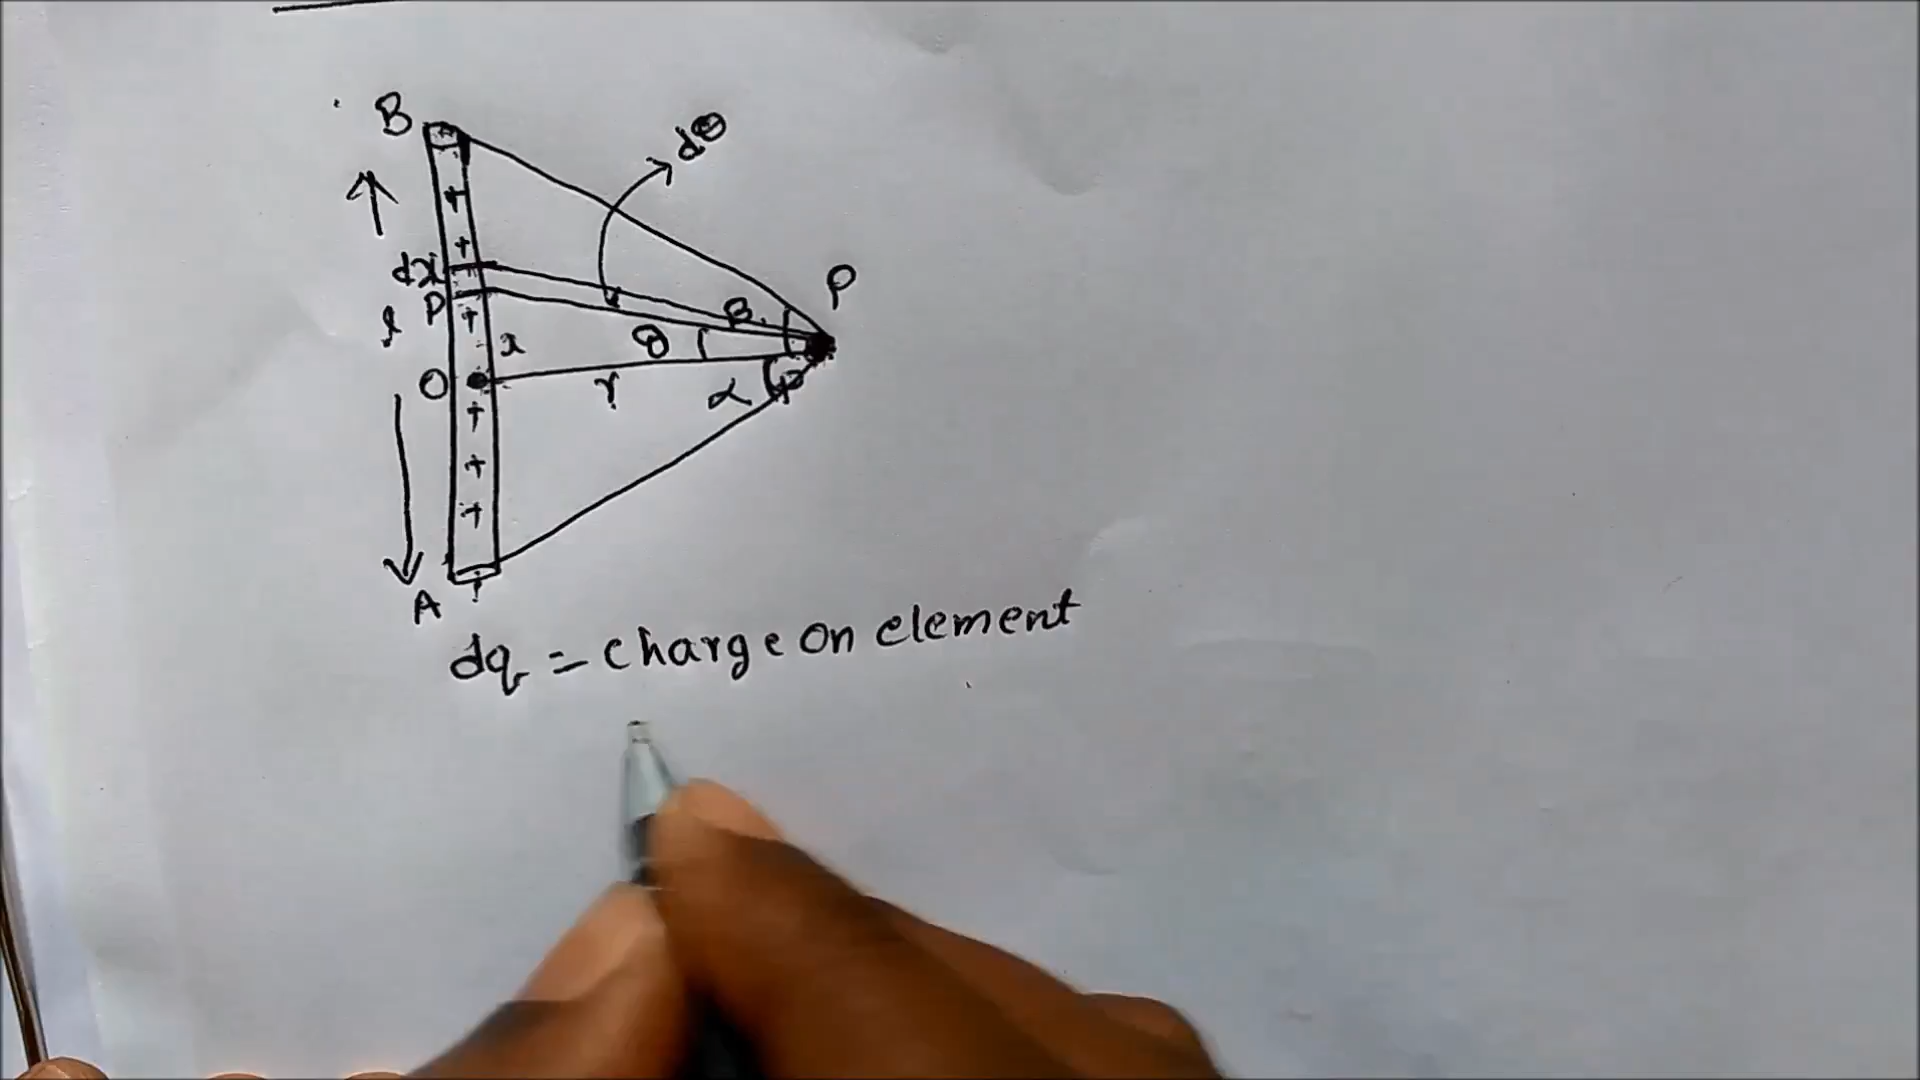 B
dθ
dx
P
P
β
l
x
θ
O
r
α
A
dq = charge on element